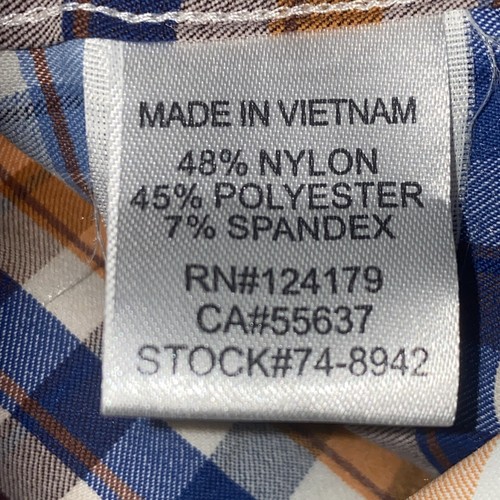 MADE IN VIETNAM
48% NYLON
45% POLYESTER
7% SPANDEX
RN#124179
CA#55637
STOCK#74-8942